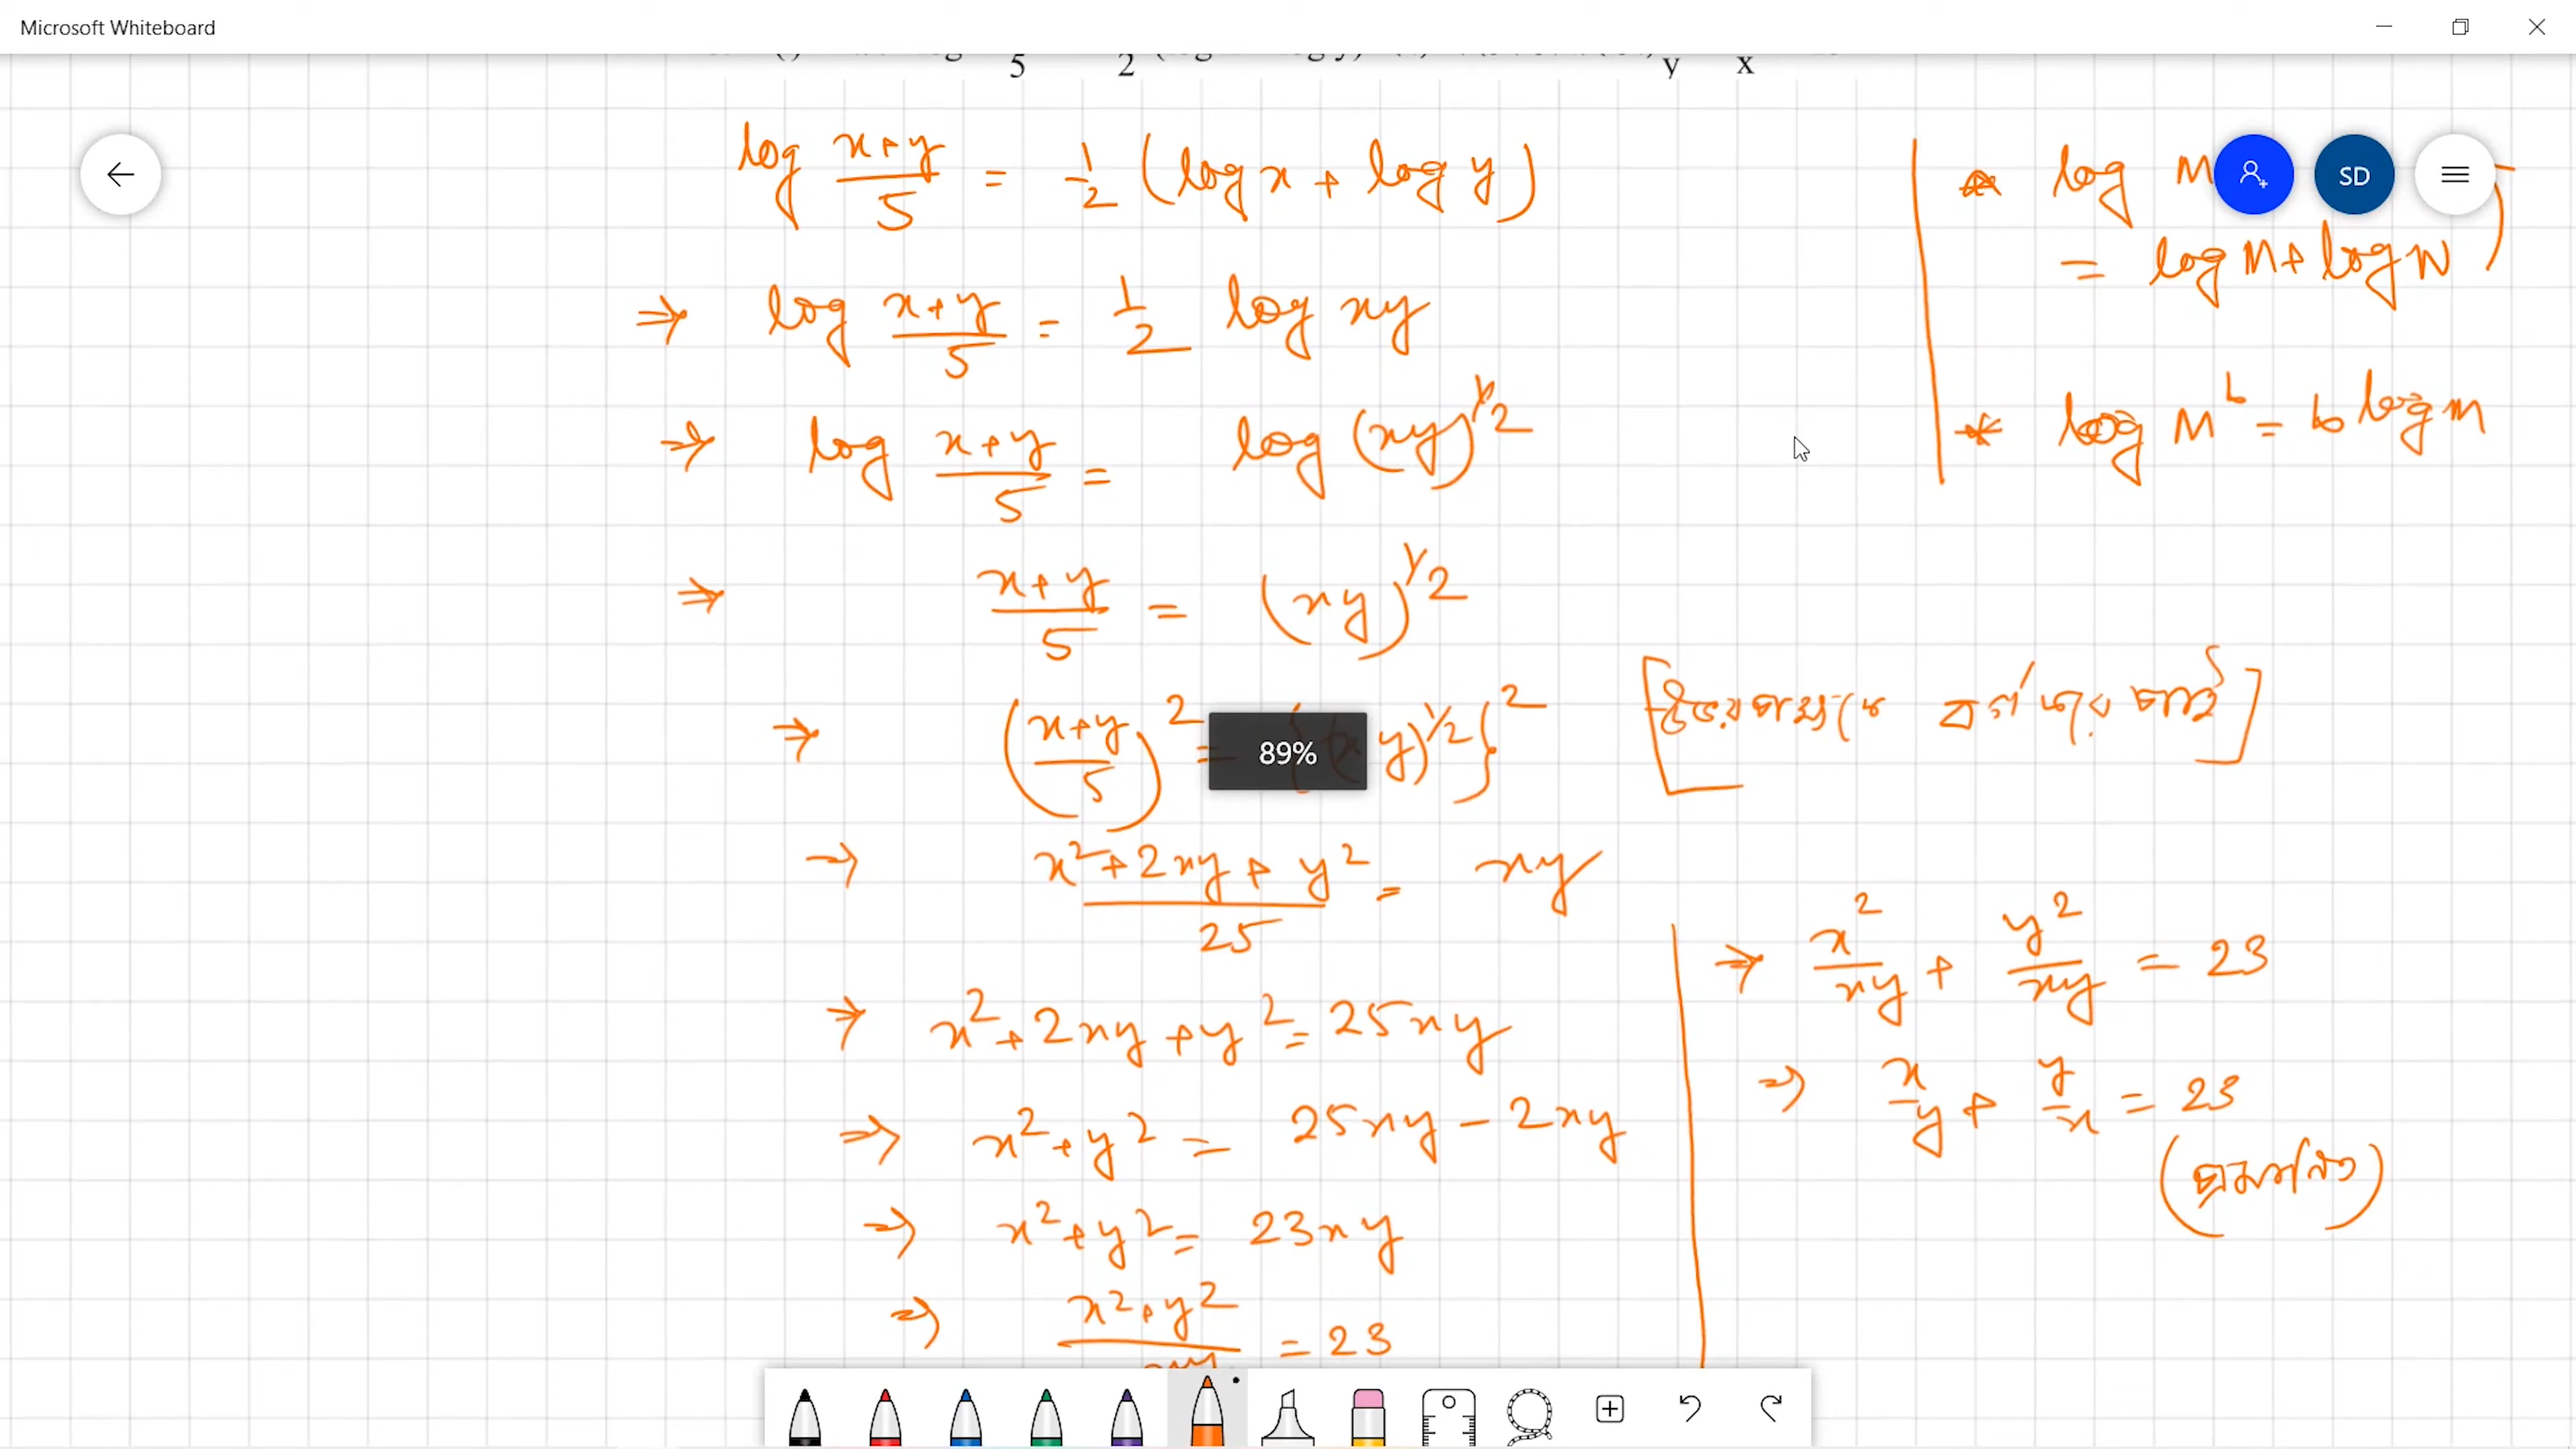 Microsoft Whiteboard
5 2 y x
log (x+y)/5 = 1/2 (log x + log y)
⇒ log (x+y)/5 = 1/2 log xy
⇒ log (x+y)/5 = log (xy)^1/2
⇒ (x+y)/5 = (xy)^1/2
⇒ ((x+y)/5)^2 = {(xy)^1/2}^2
89%
⇒ (x^2+2xy+y^2)/25 = xy
⇒ x^2+2xy+y^2 = 25xy
⇒ x^2+y^2 = 25xy - 2xy
⇒ x^2+y^2 = 23xy
⇒ (x^2+y^2)/xy = 23
* log M
= log M + log N
* log M^b = b log M
SD
⇒ x^2/xy + y^2/xy = 23
⇒ x/y + y/x = 23
(প্রমাণিত)